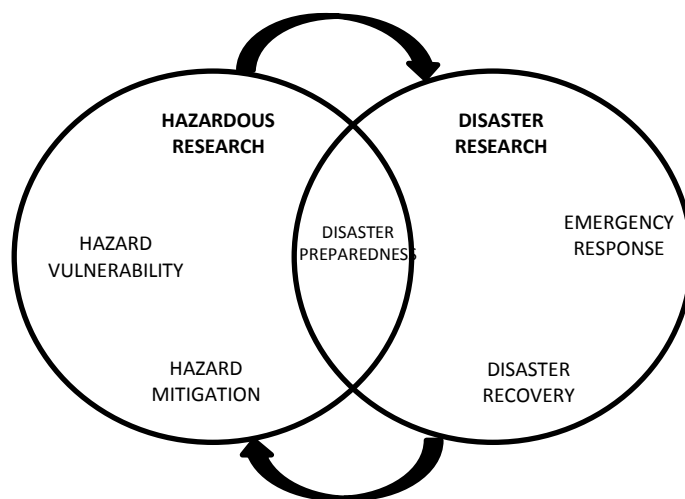 HAZARDOUS
RESEARCH
DISASTER
RESEARCH
HAZARD
VULNERABILITY
DISASTER
PREPAREDNESS
EMERGENCY
RESPONSE
HAZARD
MITIGATION
DISASTER
RECOVERY